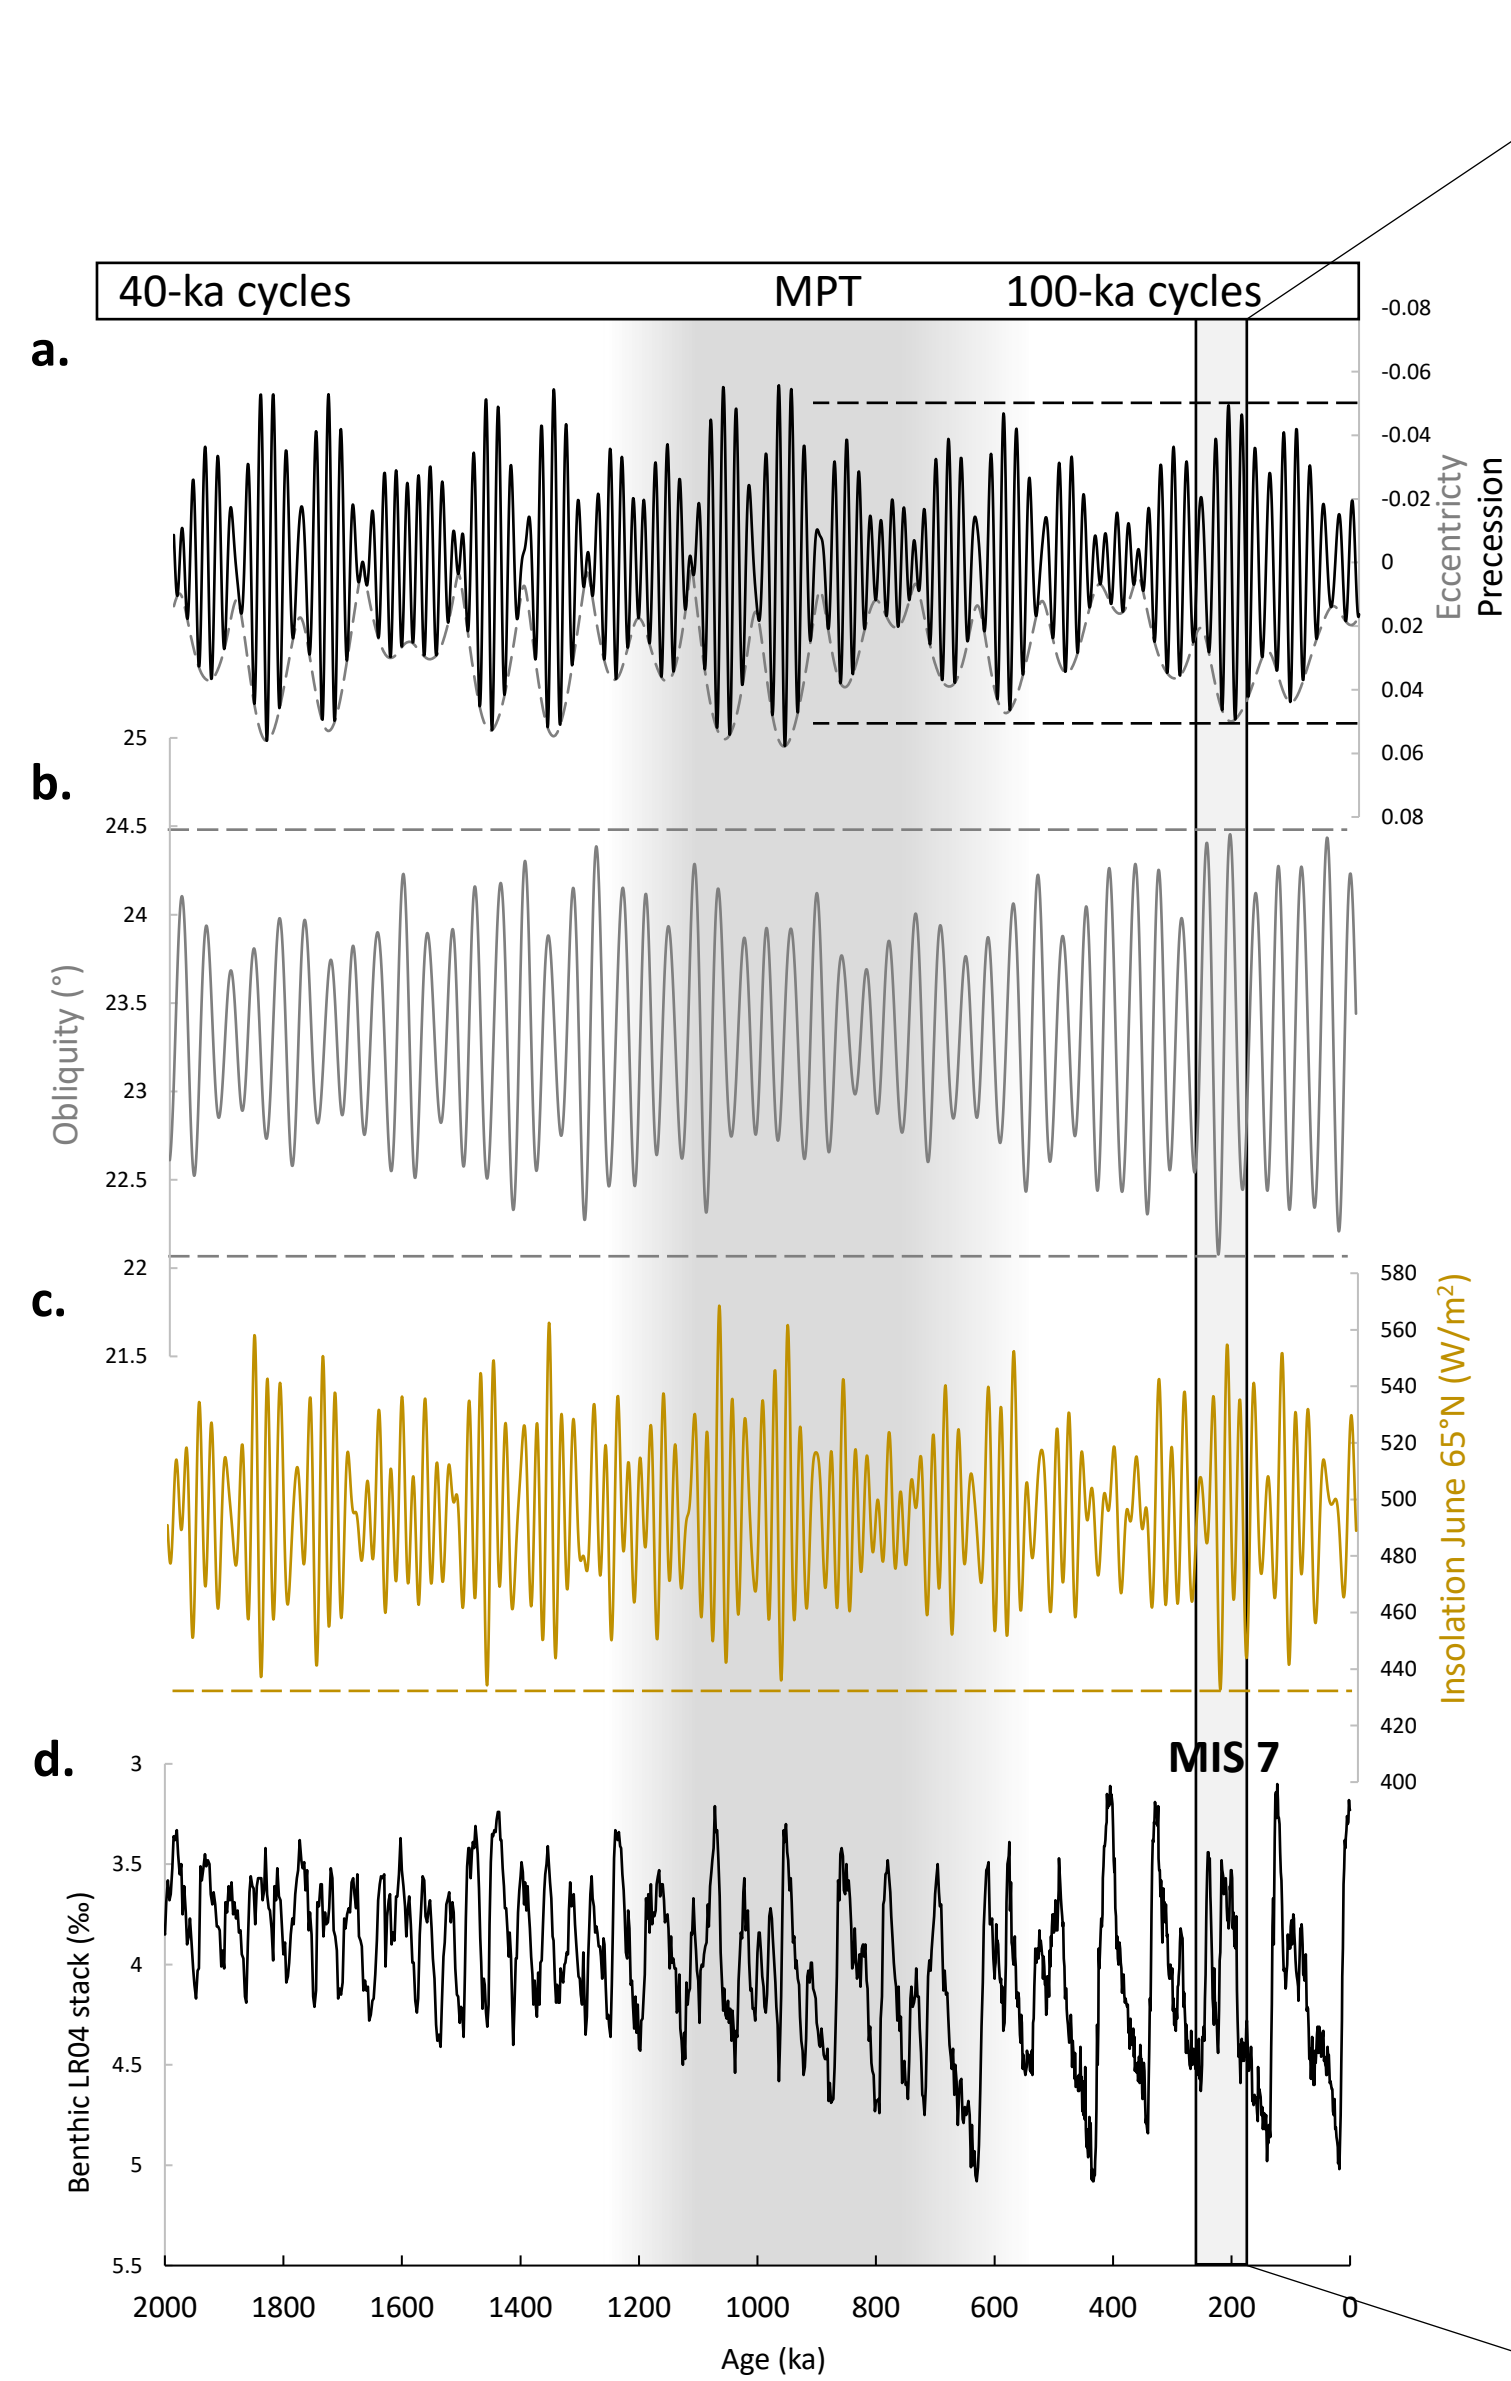 40-ka cycles MPT 100-ka cycles
a.
-0.08
-0.06
-0.04
-0.02
0
0.02
0.04
0.06
0.08
Eccentricty
Precession
b.
25
24.5
24
23.5
23
22.5
22
21.5
Obliquity (°)
c.
580
560
540
520
500
480
460
440
420
400
Insolation June 65°N (W/m²)
d.
MIS 7
3
3.5
4
4.5
5
5.5
Benthic LR04 stack (‰)
2000 1800 1600 1400 1200 1000 800 600 400 200 0
Age (ka)